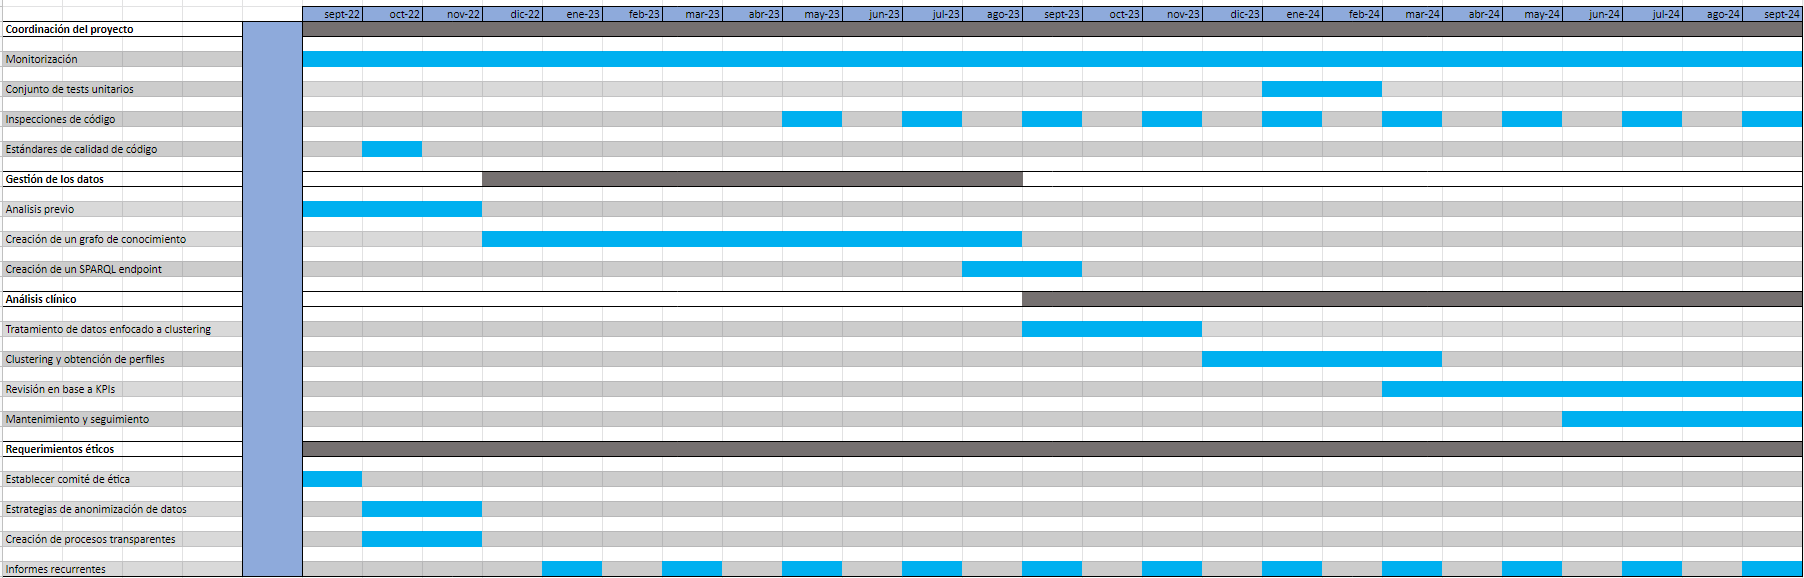 sept-22 oct-22 nov-22 dic-22 ene-23 feb-23 mar-23 abr-23 may-23 jun-23 jul-23 ago-23 sept-23 oct-23 nov-23 dic-23 ene-24 feb-24 mar-24 abr-24 may-24 jun-24 jul-24 ago-24 sept-24
Coordinación del proyecto
Monitorización
Conjunto de tests unitarios
Inspecciones de código
Estándares de calidad de código
Gestión de los datos
Analisis previo
Creación de un grafo de conocimiento
Creación de un SPARQL endpoint
Análisis clínico
Tratamiento de datos enfocado a clustering
Clustering y obtención de perfiles
Revisión en base a KPIs
Mantenimiento y seguimiento
Requerimientos éticos
Establecer comité de ética
Estrategias de anonimización de datos
Creación de procesos transparentes
Informes recurrentes